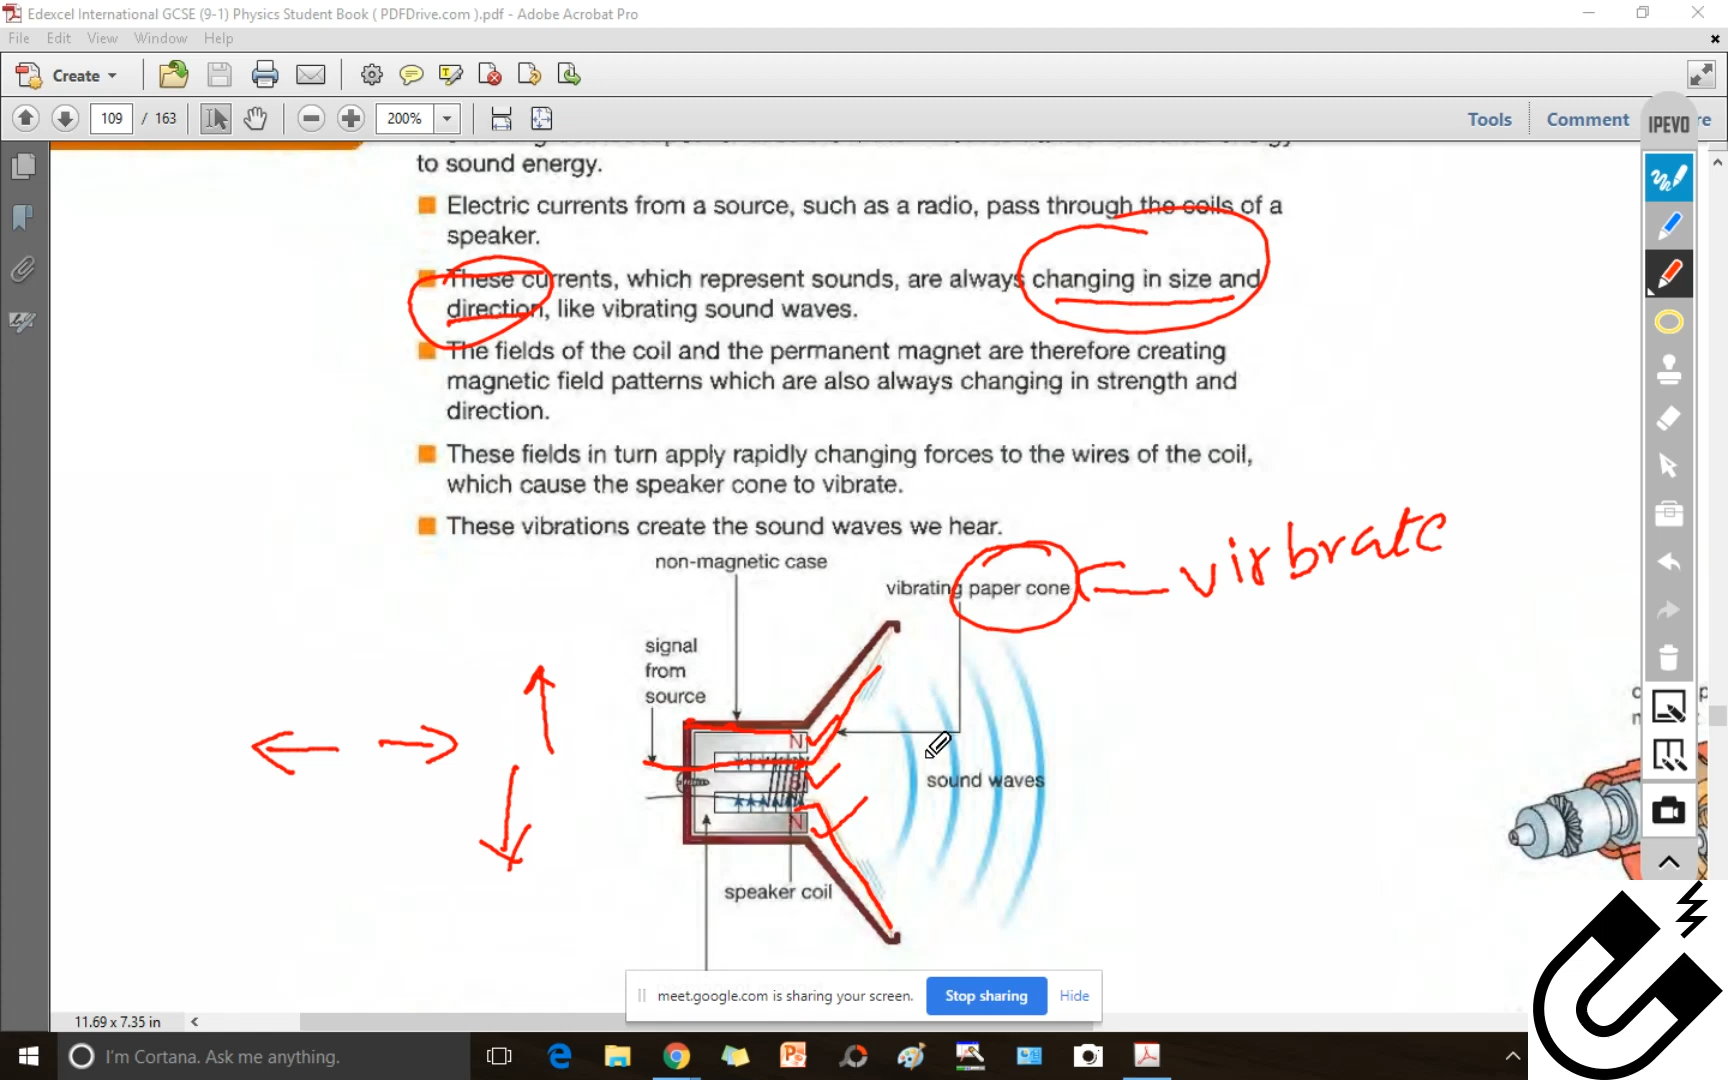 Edexcel International GCSE (9-1) Physics Student Book ( PDFDrive.com ).pdf - Adobe Acrobat Pro
File Edit View Window Help
Create
109 / 163 200% Tools Comment re
IPEVO
to sound energy.
Electric currents from a source, such as a radio, pass through the coils of a
speaker.
These currents, which represent sounds, are always changing in size and
direction, like vibrating sound waves.
The fields of the coil and the permanent magnet are therefore creating
magnetic field patterns which are also always changing in strength and
direction.
These fields in turn apply rapidly changing forces to the wires of the coil,
which cause the speaker cone to vibrate.
These vibrations create the sound waves we hear.
non-magnetic case
vibrating paper cone
virbrate
signal
from
source
N
S
N
sound waves
speaker coil
meet.google.com is sharing your screen. Stop sharing Hide
11.69 x 7.35 in
I'm Cortana. Ask me anything.